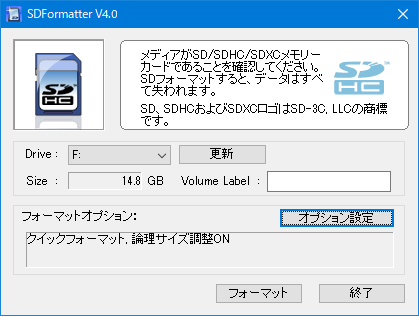 SDFormatter V4.0
メディアがSD/SDHC/SDXCメモリー
カードであることを確認してください。
SDフォーマットすると、データはすべ
て失われます。
SD、SDHCおよびSDXCロゴはSD-3C, LLCの商標
です。
SD
HC
SD
HC
Drive :
F:
更新
Size :
14.8 GB
Volume Label :
フォーマットオプション:
オプション設定
クイックフォーマット, 論理サイズ調整ON
フォーマット
終了